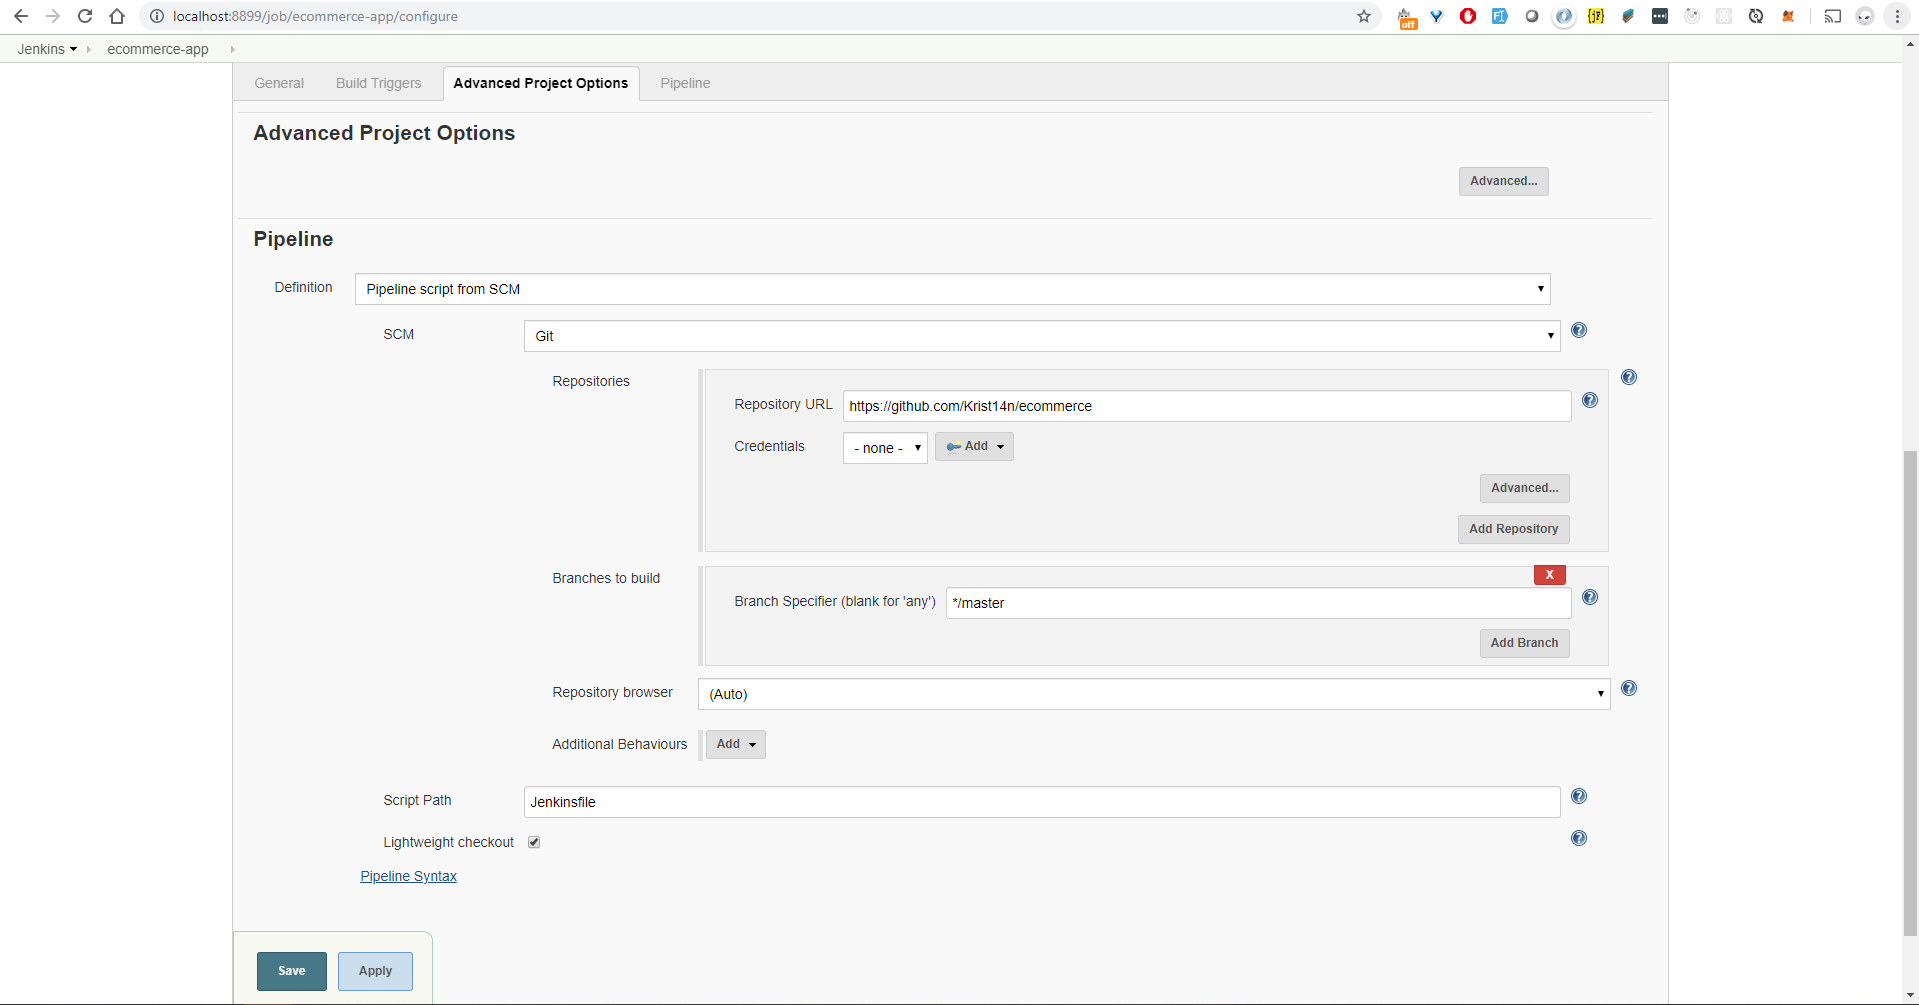 localhost:8899/job/ecommerce-app/configure
off
Jenkins ecommerce-app
General Build Triggers Advanced Project Options Pipeline
Advanced Project Options
Advanced...
Pipeline
Definition Pipeline script from SCM
SCM Git
Repositories
Repository URL https://github.com/Krist14n/ecommerce
Credentials - none - Add
Advanced...
Add Repository
Branches to build
X
Branch Specifier (blank for 'any') */master
Add Branch
Repository browser (Auto)
Additional Behaviours Add
Script Path Jenkinsfile
Lightweight checkout
Pipeline Syntax
Save Apply